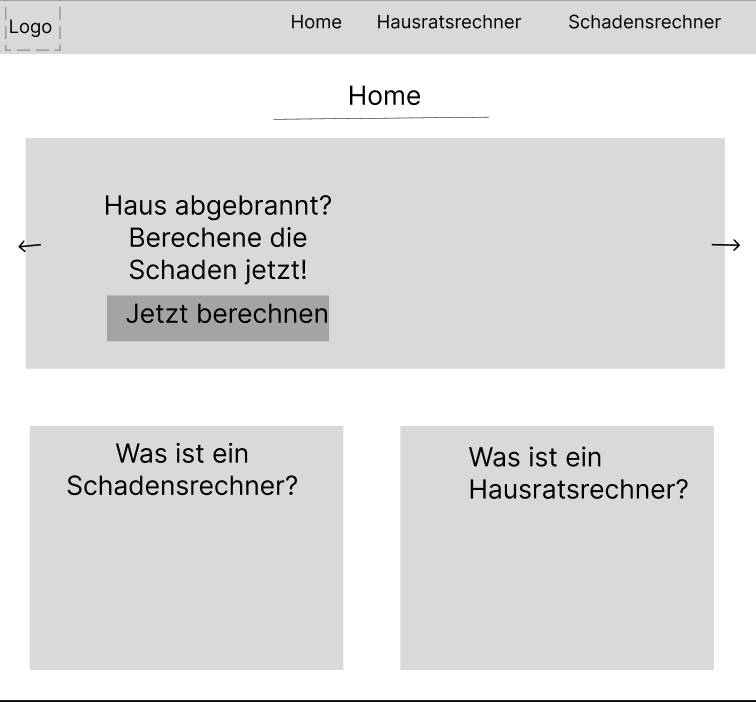 Logo
Home
Hausratsrechner
Schadensrechner
Home
Haus abgebrannt?
Berechene die
Schaden jetzt!
Jetzt berechnen
Was ist ein
Schadensrechner?
Was ist ein
Hausratsrechner?